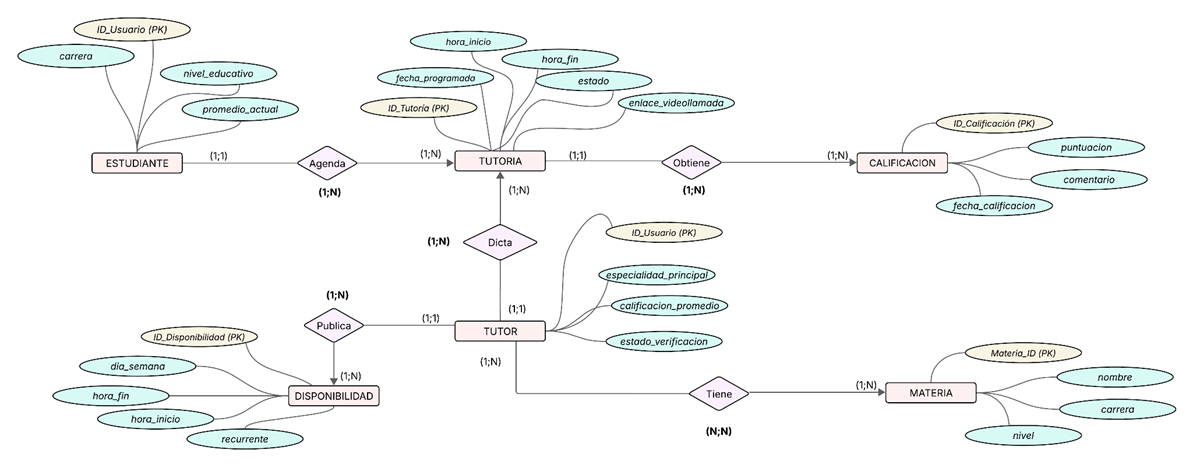 ID_Usuario (PK)
carrera
nivel_educativo
promedio_actual
ESTUDIANTE
(1;1)
Agenda
(1;N)
(1;N)
hora_inicio
hora_fin
fecha_programada
estado
ID_Tutoría (PK)
enlace_videollamada
TUTORIA
(1;1)
Obtiene
(1;N)
(1;N)
ID_Calificación (PK)
puntuacion
CALIFICACION
comentario
fecha_calificacion
(1;N)
(1;N)
Dicta
(1;1)
ID_Usuario (PK)
especialidad_principal
calificacion_promedio
estado_verificacion
TUTOR
(1;N)
(1;1)
(1;N)
Publica
(1;N)
ID_Disponibilidad (PK)
dia_semana
hora_fin
hora_inicio
recurrente
DISPONIBILIDAD
Tiene
(N;N)
(1;N)
Materia_ID (PK)
nombre
MATERIA
carrera
nivel